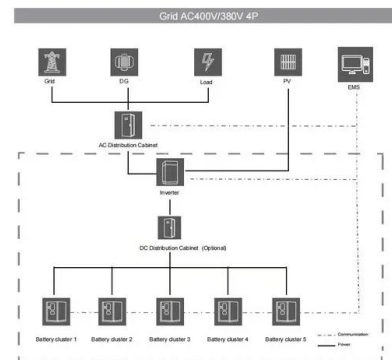 Grid AC400V/380V 4P
Grid DG Load PV EMS
AC Distribution Cabinet
Inverter
DC Distribution Cabinet (Optional)
Battery cluster 1 Battery cluster 2 Battery cluster 3 Battery cluster 4 Battery cluster 5
Communication
Power